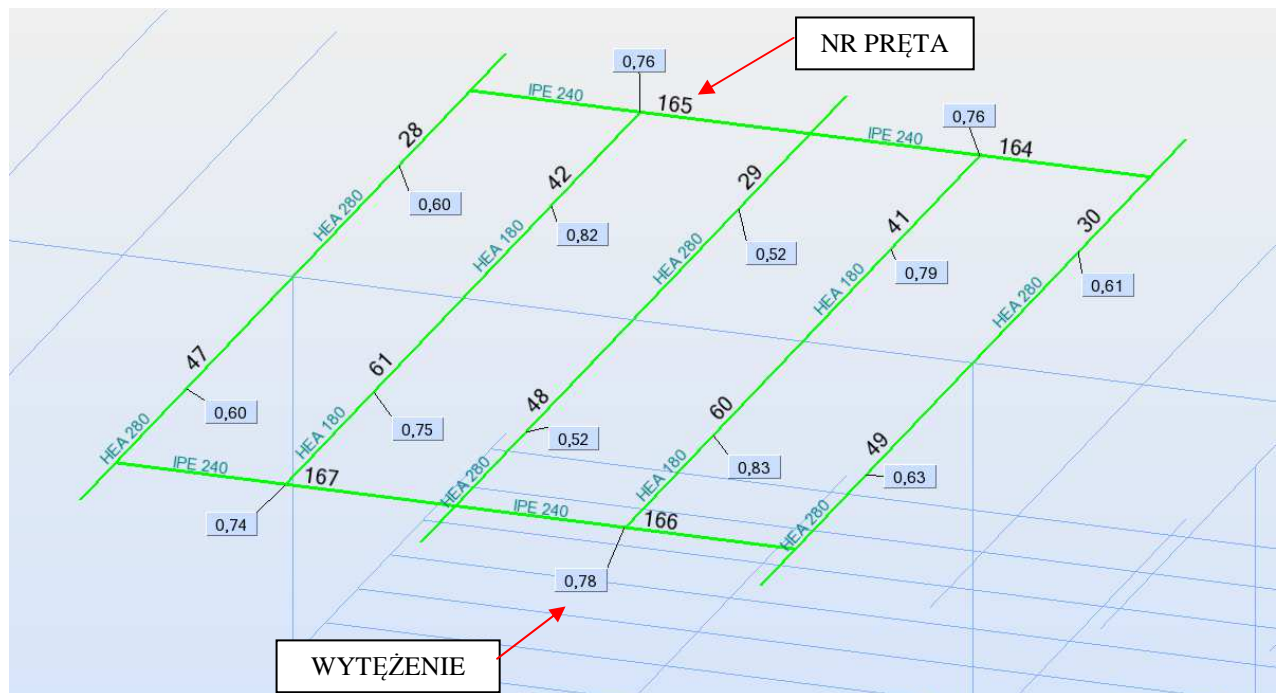 NR PRĘTA
0,76
IPE 240
165
0,76
IPE 240
164
28
HEA 280
0,60
42
HEA 180
0,82
29
HEA 280
0,52
41
HEA 180
0,79
30
HEA 280
0,61
47
HEA 280
0,60
61
HEA 180
0,75
48
HEA 280
0,52
60
HEA 180
0,83
49
HEA 280
0,63
IPE 240
167
0,74
IPE 240
166
0,78
WYTĘŻENIE